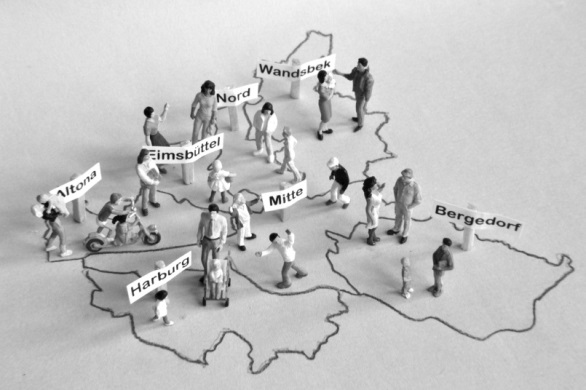 Wandsbek
Nord
Eimsbüttel
Altona
Mitte
Bergedorf
Harburg